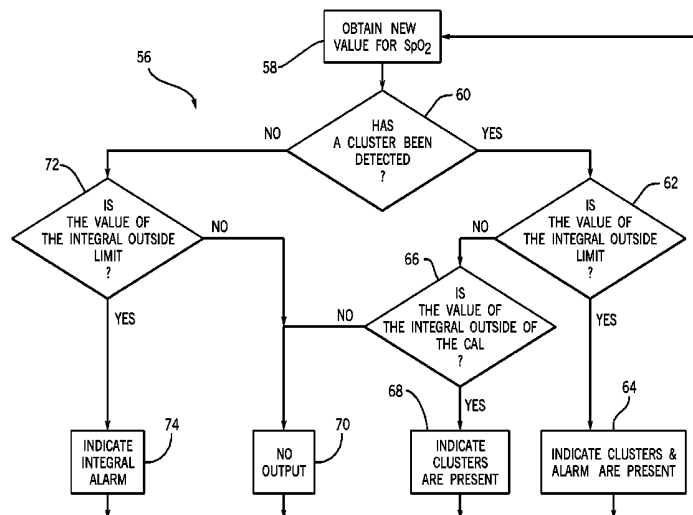 OBTAIN NEW
VALUE FOR SpO2
58
56
60
HAS
A CLUSTER BEEN
DETECTED
?
NO
YES
72
IS
THE VALUE OF
THE INTEGRAL OUTSIDE
LIMIT
?
NO
YES
62
IS
THE VALUE OF
THE INTEGRAL OUTSIDE
LIMIT
?
NO
YES
66
IS
THE VALUE OF
THE INTEGRAL OUTSIDE OF
THE CAL
?
NO
YES
74
INDICATE
INTEGRAL
ALARM
70
NO
OUTPUT
68
INDICATE
CLUSTERS
ARE PRESENT
64
INDICATE CLUSTERS &
ALARM ARE PRESENT